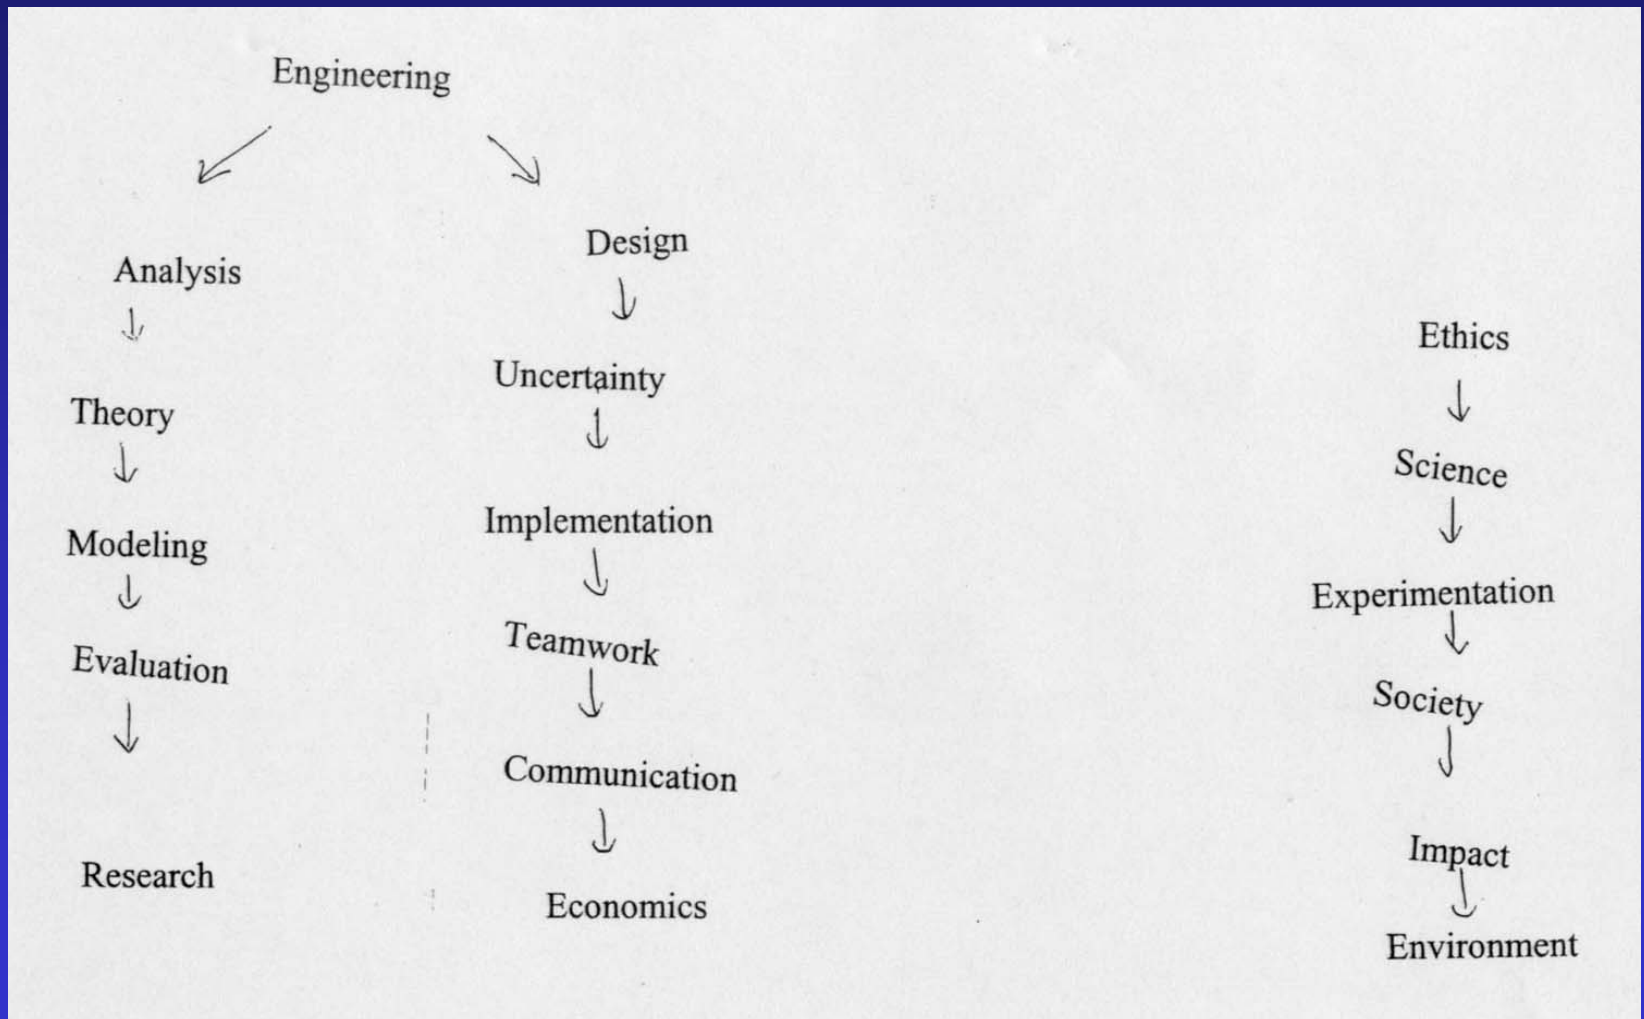 Engineering
Analysis
Theory
Modeling
Evaluation
Research
Design
Uncertainty
Implementation
Teamwork
Communication
Economics
Ethics
Science
Experimentation
Society
Impact
Environment